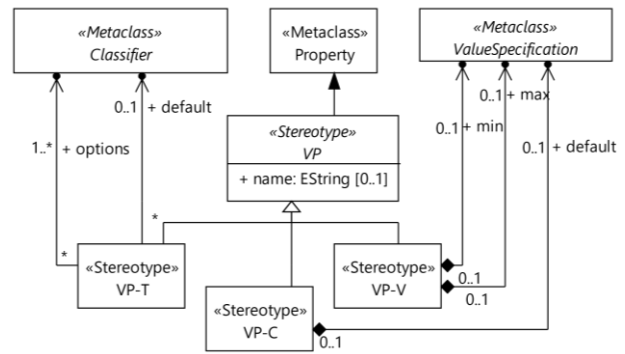 «Metaclass»
Classifier
«Metaclass»
Property
«Metaclass»
ValueSpecification
0..1 + default
1..* + options
*
«Stereotype»
VP
+ name: EString [0..1]
0..1 + max
0..1 + min
0..1 + default
*
«Stereotype»
VP-T
«Stereotype»
VP-V
0..1
0..1
«Stereotype»
VP-C
0..1